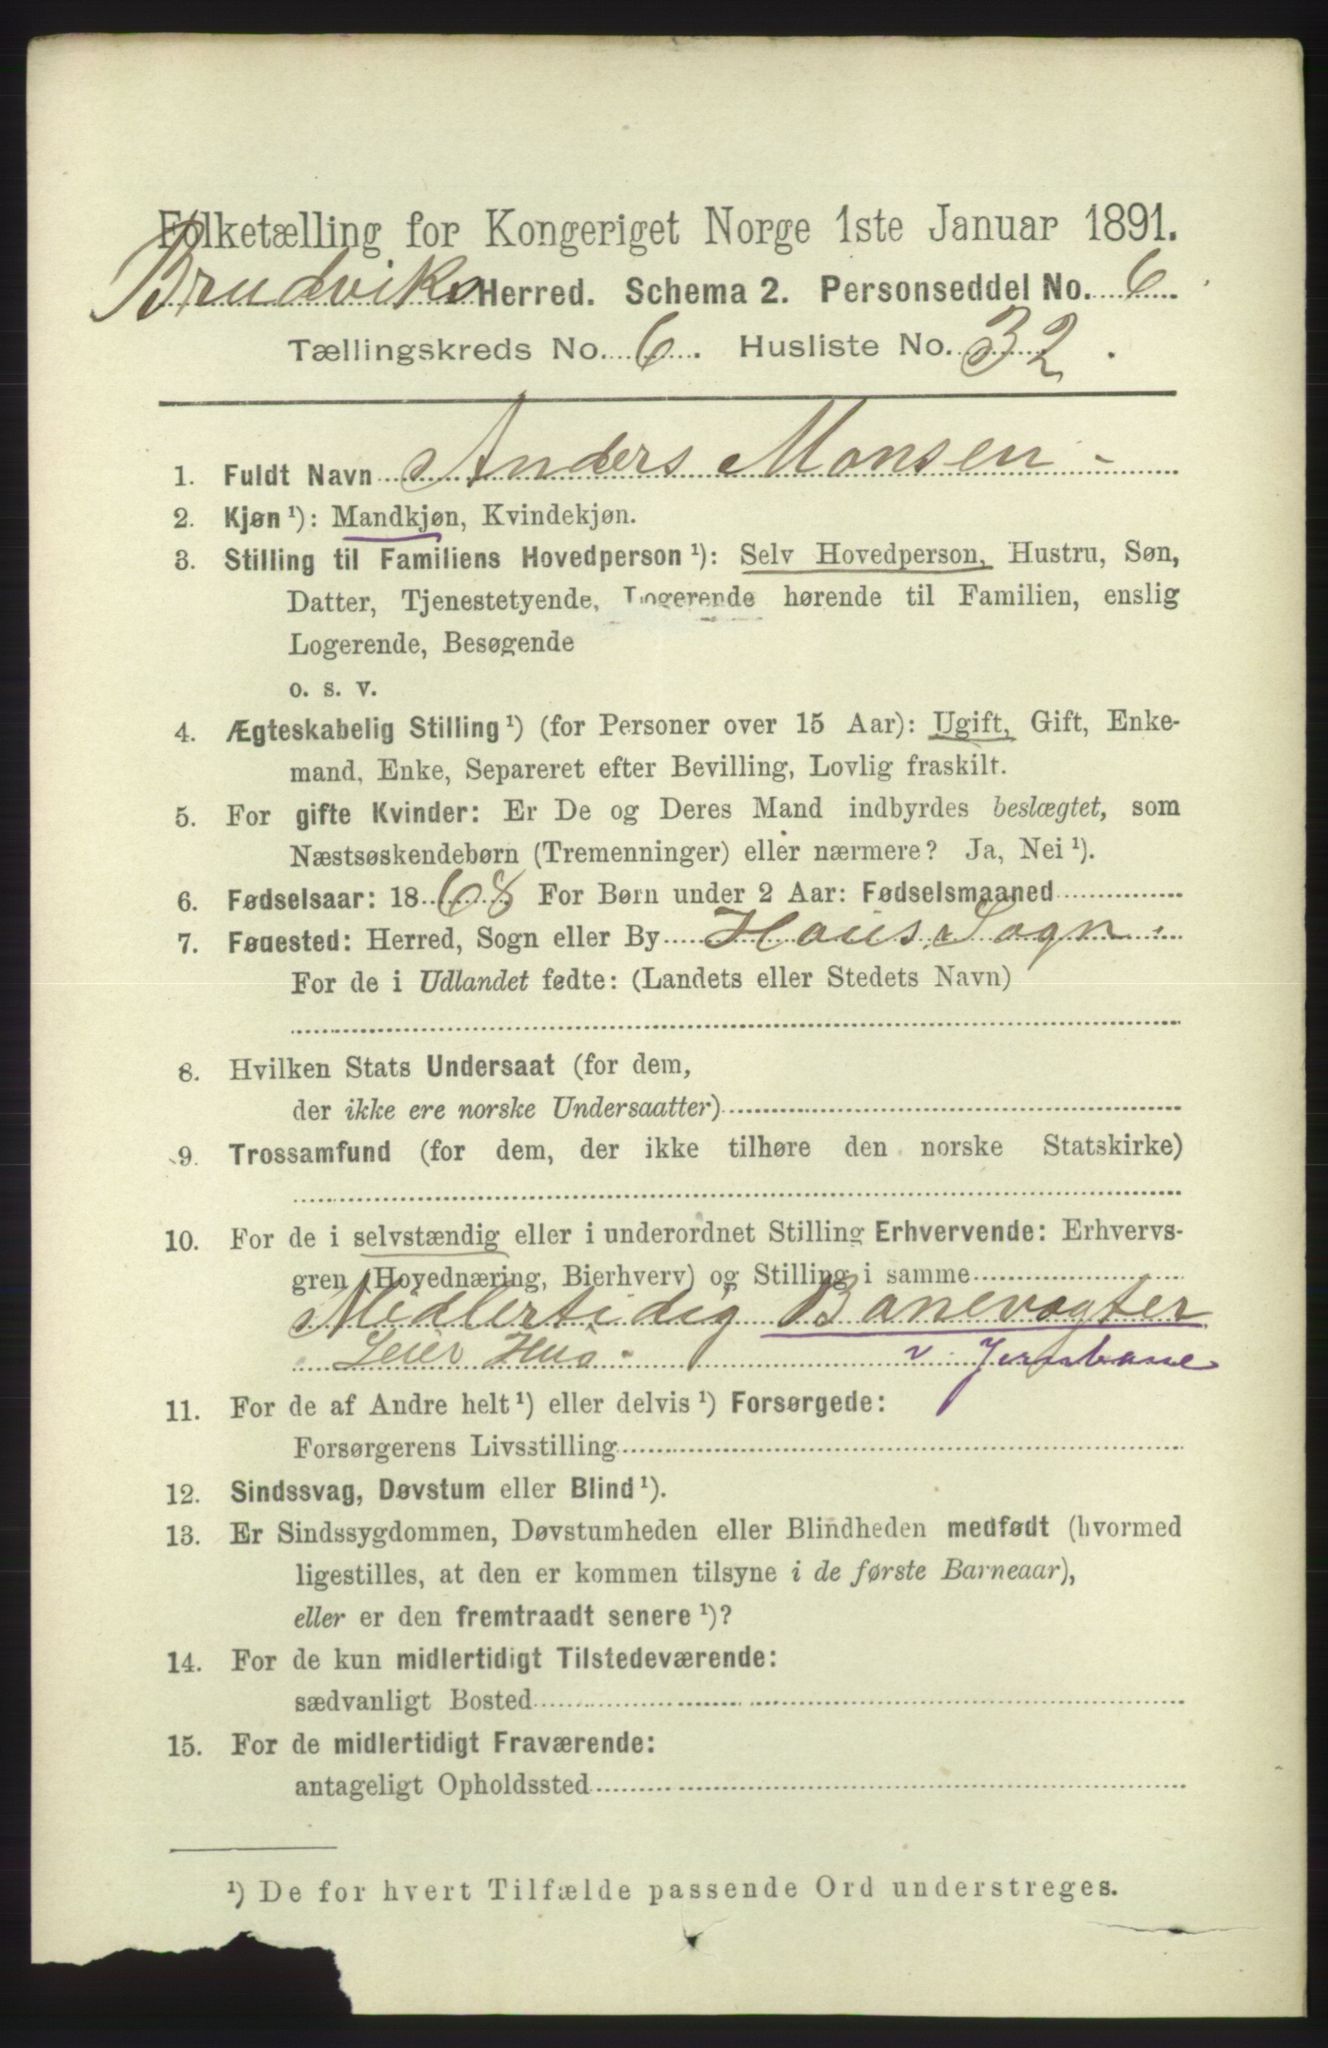 Folketælling for Kongeriget Norge 1ste Januar 1891.
Brudviks Herred. Schema 2. Personseddel No. 6
Tællingskreds No. 6. Husliste No. 32.
1. Fuldt Navn Anders Monsen
2. Kjøn ¹): Mandkjøn, Kvindekjøn.
3. Stilling til Familiens Hovedperson ¹): Selv Hovedperson, Hustru, Søn,
Datter, Tjenestetyende, Logerende hørende til Familien, enslig
Logerende, Besøgende
o. s. v.
4. Ægteskabelig Stilling ¹) (for Personer over 15 Aar): Ugift, Gift, Enke-
mand, Enke, Separeret efter Bevilling, Lovlig fraskilt.
5. For gifte Kvinder: Er De og Deres Mand indbyrdes beslægtet, som
Næstsøskendebørn (Tremenninger) eller nærmere? Ja, Nei ¹).
6. Fødselsaar: 1868 For Børn under 2 Aar: Fødselsmaaned
7. Føuested: Herred, Sogn eller By Haus Sogn.
For de i Udlandet fødte: (Landets eller Stedets Navn)
8. Hvilken Stats Undersaat (for dem,
der ikke ere norske Undersaatter)
9. Trossamfund (for dem, der ikke tilhøre den norske Statskirke)
10. For de i selvstændig eller i underordnet Stilling Erhvervende: Erhvervs-
gren (Hovednæring, Bierhverv) og Stilling i samme
Midlertidig Banevogter
Leier Hus. v. Jernbane
11. For de af Andre helt ¹) eller delvis ¹) Forsørgede:
Forsørgerens Livsstilling
12. Sindssvag, Døvstum eller Blind ¹).
13. Er Sindssygdommen, Døvstumheden eller Blindheden medfødt (hvormed
ligestilles, at den er kommen tilsyne i de første Barneaar),
eller er den fremtraadt senere ¹)?
14. For de kun midlertidigt Tilstedeværende:
sædvanligt Bosted
15. For de midlertidigt Fraværende:
antageligt Opholdssted
¹) De for hvert Tilfælde passende Ord understreges.